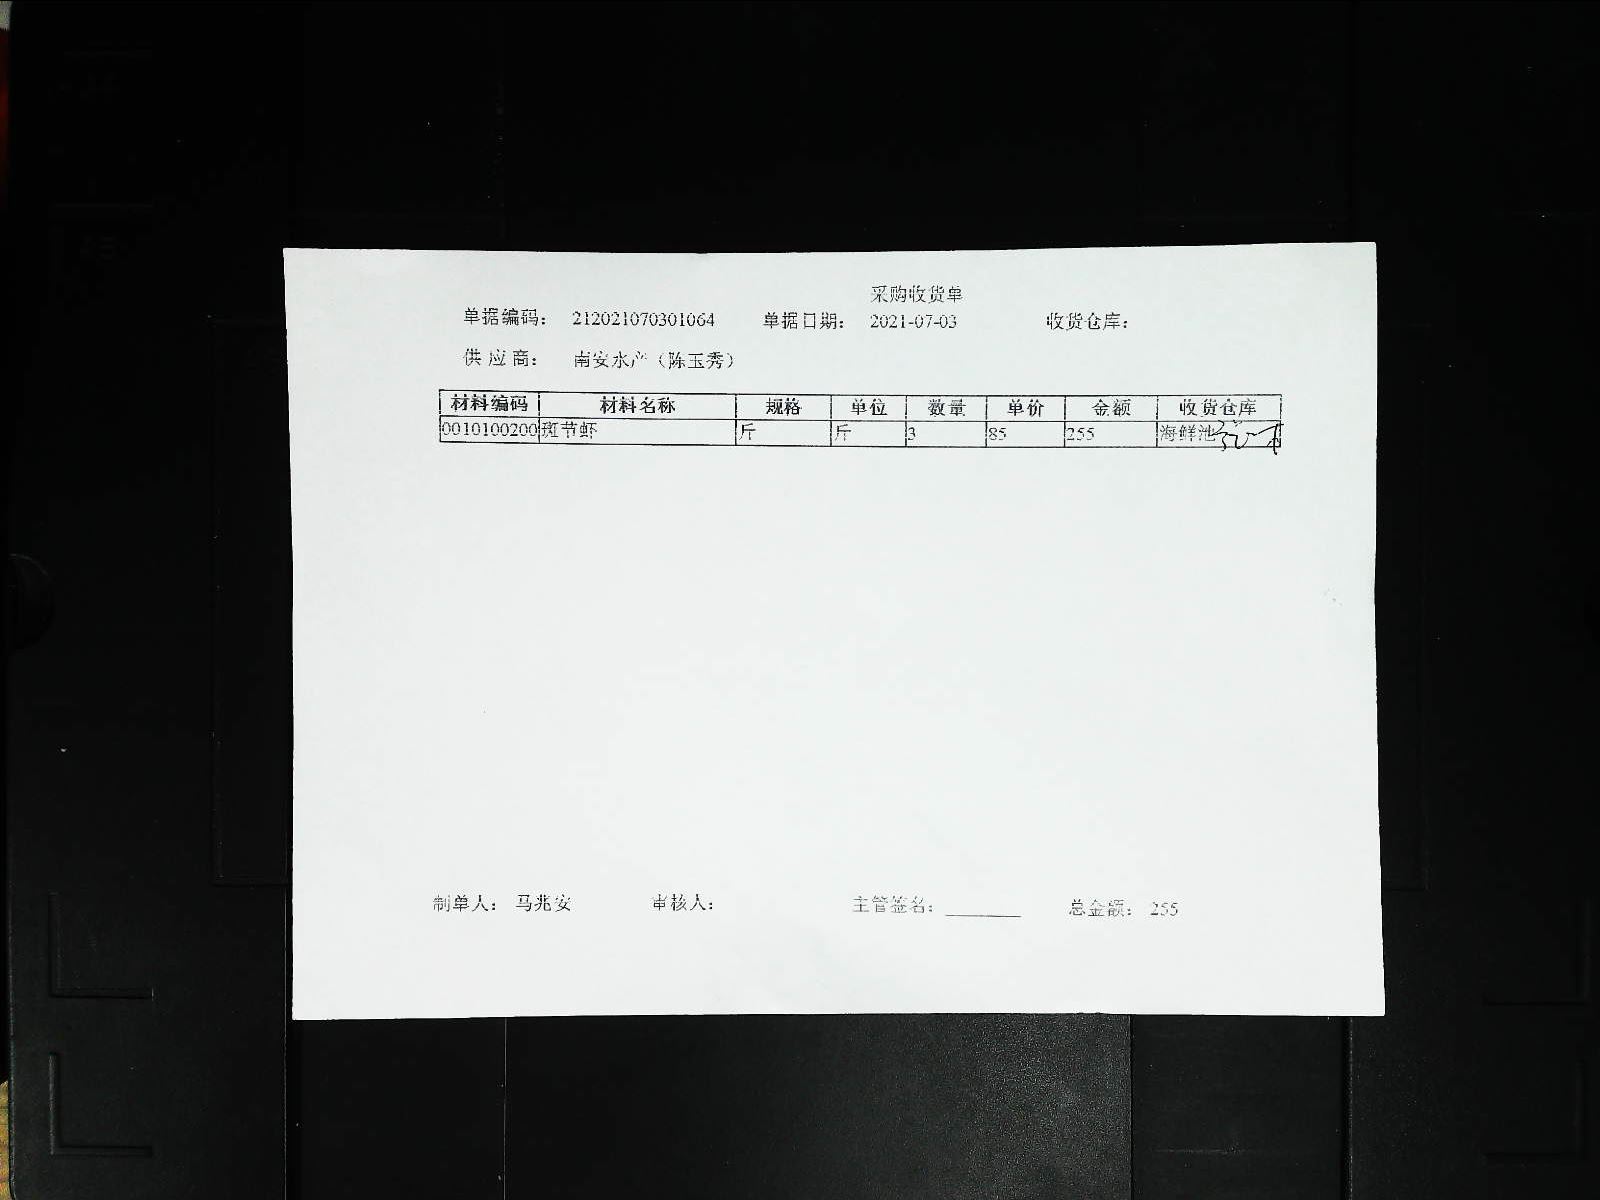 采购收货单
单据编码： 212021070301064 单据日期： 2021-07-03 收货仓库：
供 应 商： 南安水产（陈玉秀）
材料编码 材料名称 规格 单位 数量 单价 金额 收货仓库
0010100200 斑节虾 斤 斤 3 85 255 海鲜池
制单人： 马兆安 审核人： 主管签名： 总金额： 255